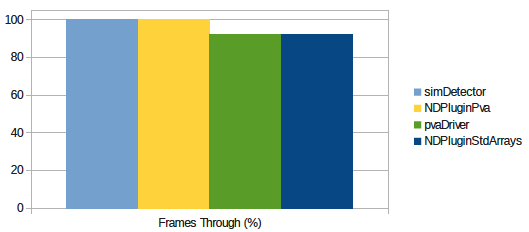 100
80
60
40
20
0
Frames Through (%)
simDetector
NDPluginPva
pvaDriver
NDPluginStdArrays